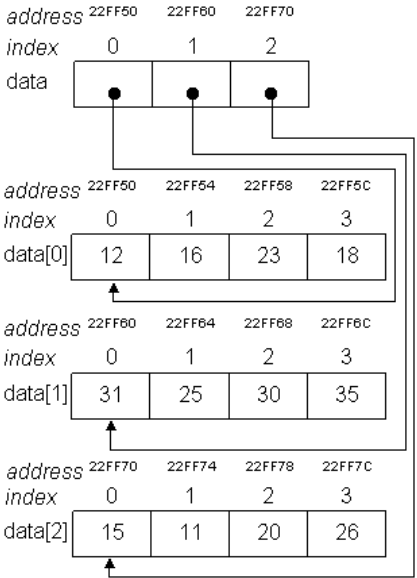 address 22FF50 22FF60 22FF70
index 0 1 2
data
address 22FF50 22FF54 22FF58 22FF5C
index 0 1 2 3
data[0] 12 16 23 18
address 22FF60 22FF64 22FF68 22FF6C
index 0 1 2 3
data[1] 31 25 30 35
address 22FF70 22FF74 22FF78 22FF7C
index 0 1 2 3
data[2] 15 11 20 26